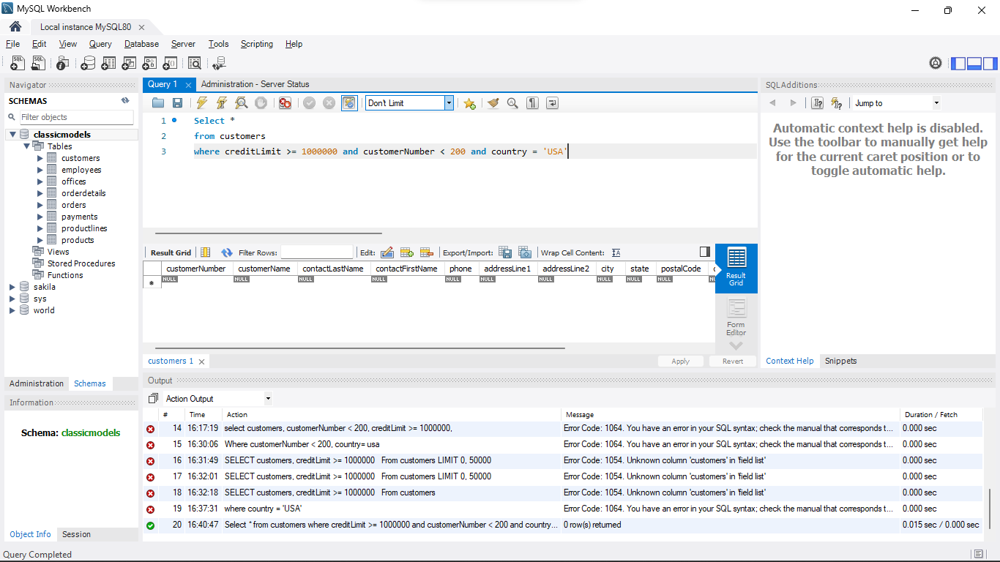 MySQL Workbench
Local instance MySQL80
File Edit View Query Database Server Tools Scripting Help
Navigator
SCHEMAS
Filter objects
classicmodels
Tables
customers
employees
offices
orderdetails
orders
payments
productlines
products
Views
Stored Procedures
Functions
sakila
sys
world
Administration Schemas
Information
Schema: classicmodels
Object Info Session
Query 1 Administration - Server Status
Don't Limit
1 Select *
2 from customers
3 where creditLimit >= 1000000 and customerNumber < 200 and country = 'USA'
Result Grid Filter Rows: Edit: Export/Import: Wrap Cell Content:
customerNumber customerName contactLastName contactFirstName phone addressLine1 addressLine2 city state postalCode
NULL NULL NULL NULL NULL NULL NULL NULL NULL NULL
Result
Grid
Form
Editor
customers 1
Apply Revert
SQLAdditions
Jump to
Automatic context help is disabled.
Use the toolbar to manually get help
for the current caret position or to
toggle automatic help.
Context Help Snippets
Output
Action Output
# Time Action Message Duration / Fetch
14 16:17:19 select customers, customerNumber < 200, creditLimit >= 1000000, Error Code: 1064. You have an error in your SQL syntax; check the manual that corresponds t... 0.000 sec
15 16:30:06 Where customerNumber < 200, country= usa Error Code: 1064. You have an error in your SQL syntax; check the manual that corresponds t... 0.000 sec
16 16:31:49 SELECT customers, creditLimit >= 1000000 From customers LIMIT 0, 50000 Error Code: 1054. Unknown column 'customers' in 'field list' 0.000 sec
17 16:32:01 SELECT customers, creditLimit >= 1000000 From customers LIMIT 0, 50000 Error Code: 1054. Unknown column 'customers' in 'field list' 0.000 sec
18 16:32:18 SELECT customers, creditLimit >= 1000000 From customers Error Code: 1054. Unknown column 'customers' in 'field list' 0.000 sec
19 16:37:31 where country = 'USA' Error Code: 1064. You have an error in your SQL syntax; check the manual that corresponds t... 0.000 sec
20 16:40:47 Select * from customers where creditLimit >= 1000000 and customerNumber < 200 and country... 0 row(s) returned 0.015 sec / 0.000 sec
Query Completed